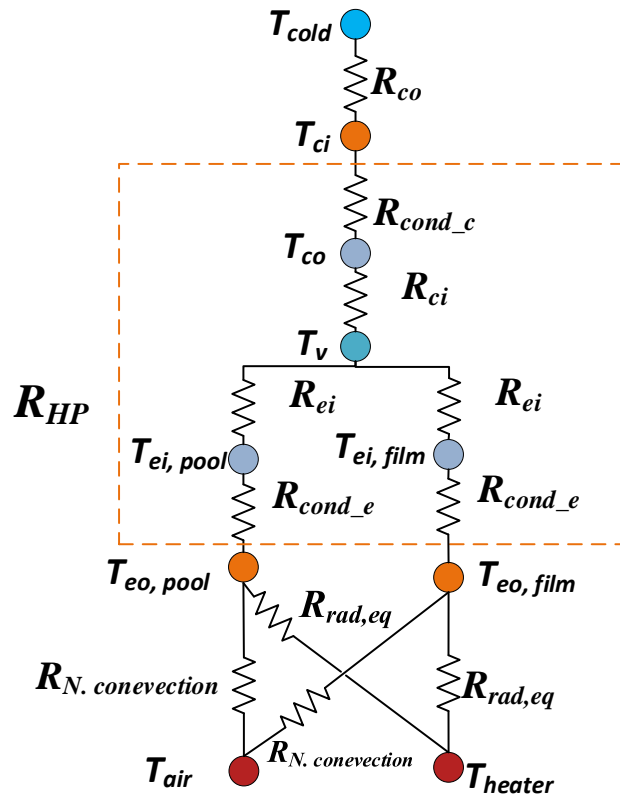 T_cold
R_co
T_ci
R_cond_c
T_co
R_ci
T_v
R_HP
R_ei
R_ei
T_ei, pool
T_ei, film
R_cond_e
R_cond_e
T_eo, pool
T_eo, film
R_rad,eq
R_N. conevection
R_rad,eq
R_N. conevection
T_air
T_heater